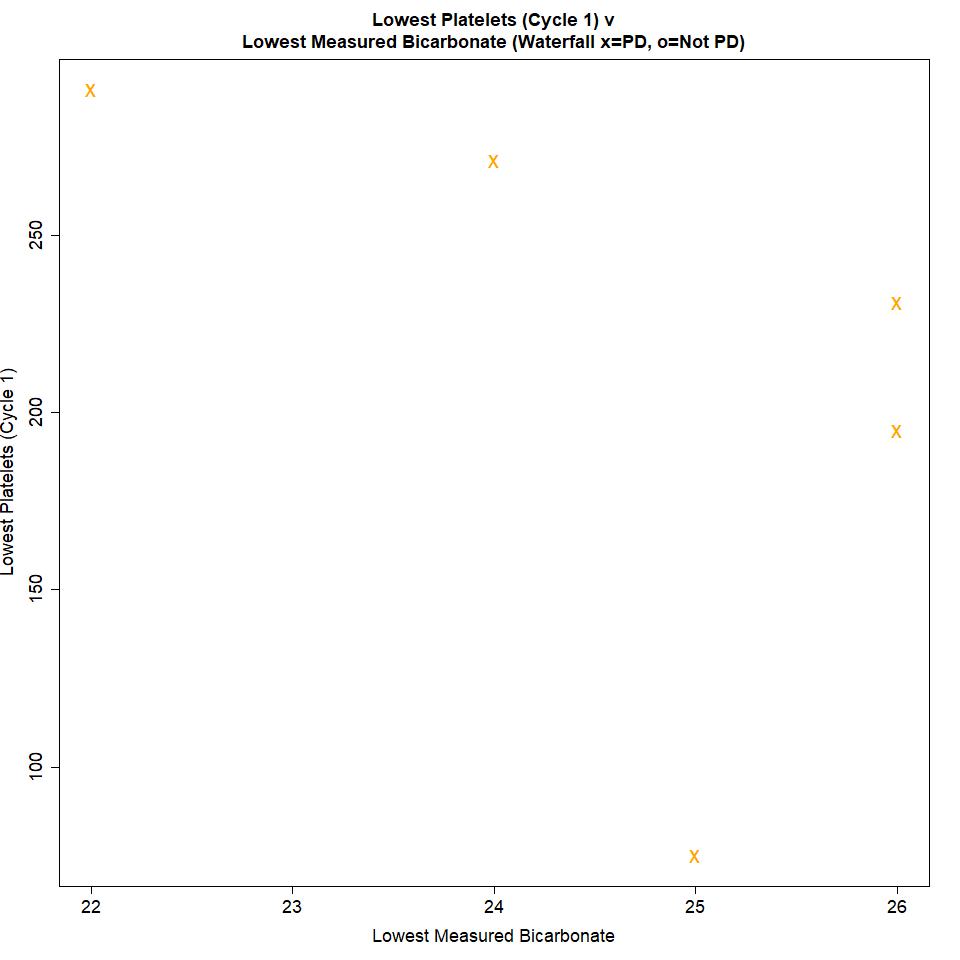 Lowest Platelets (Cycle 1) v
Lowest Measured Bicarbonate (Waterfall x=PD, o=Not PD)
Lowest Platelets (Cycle 1)
250
200
150
100
X
X
X
X
X
22 23 24 25 26
Lowest Measured Bicarbonate